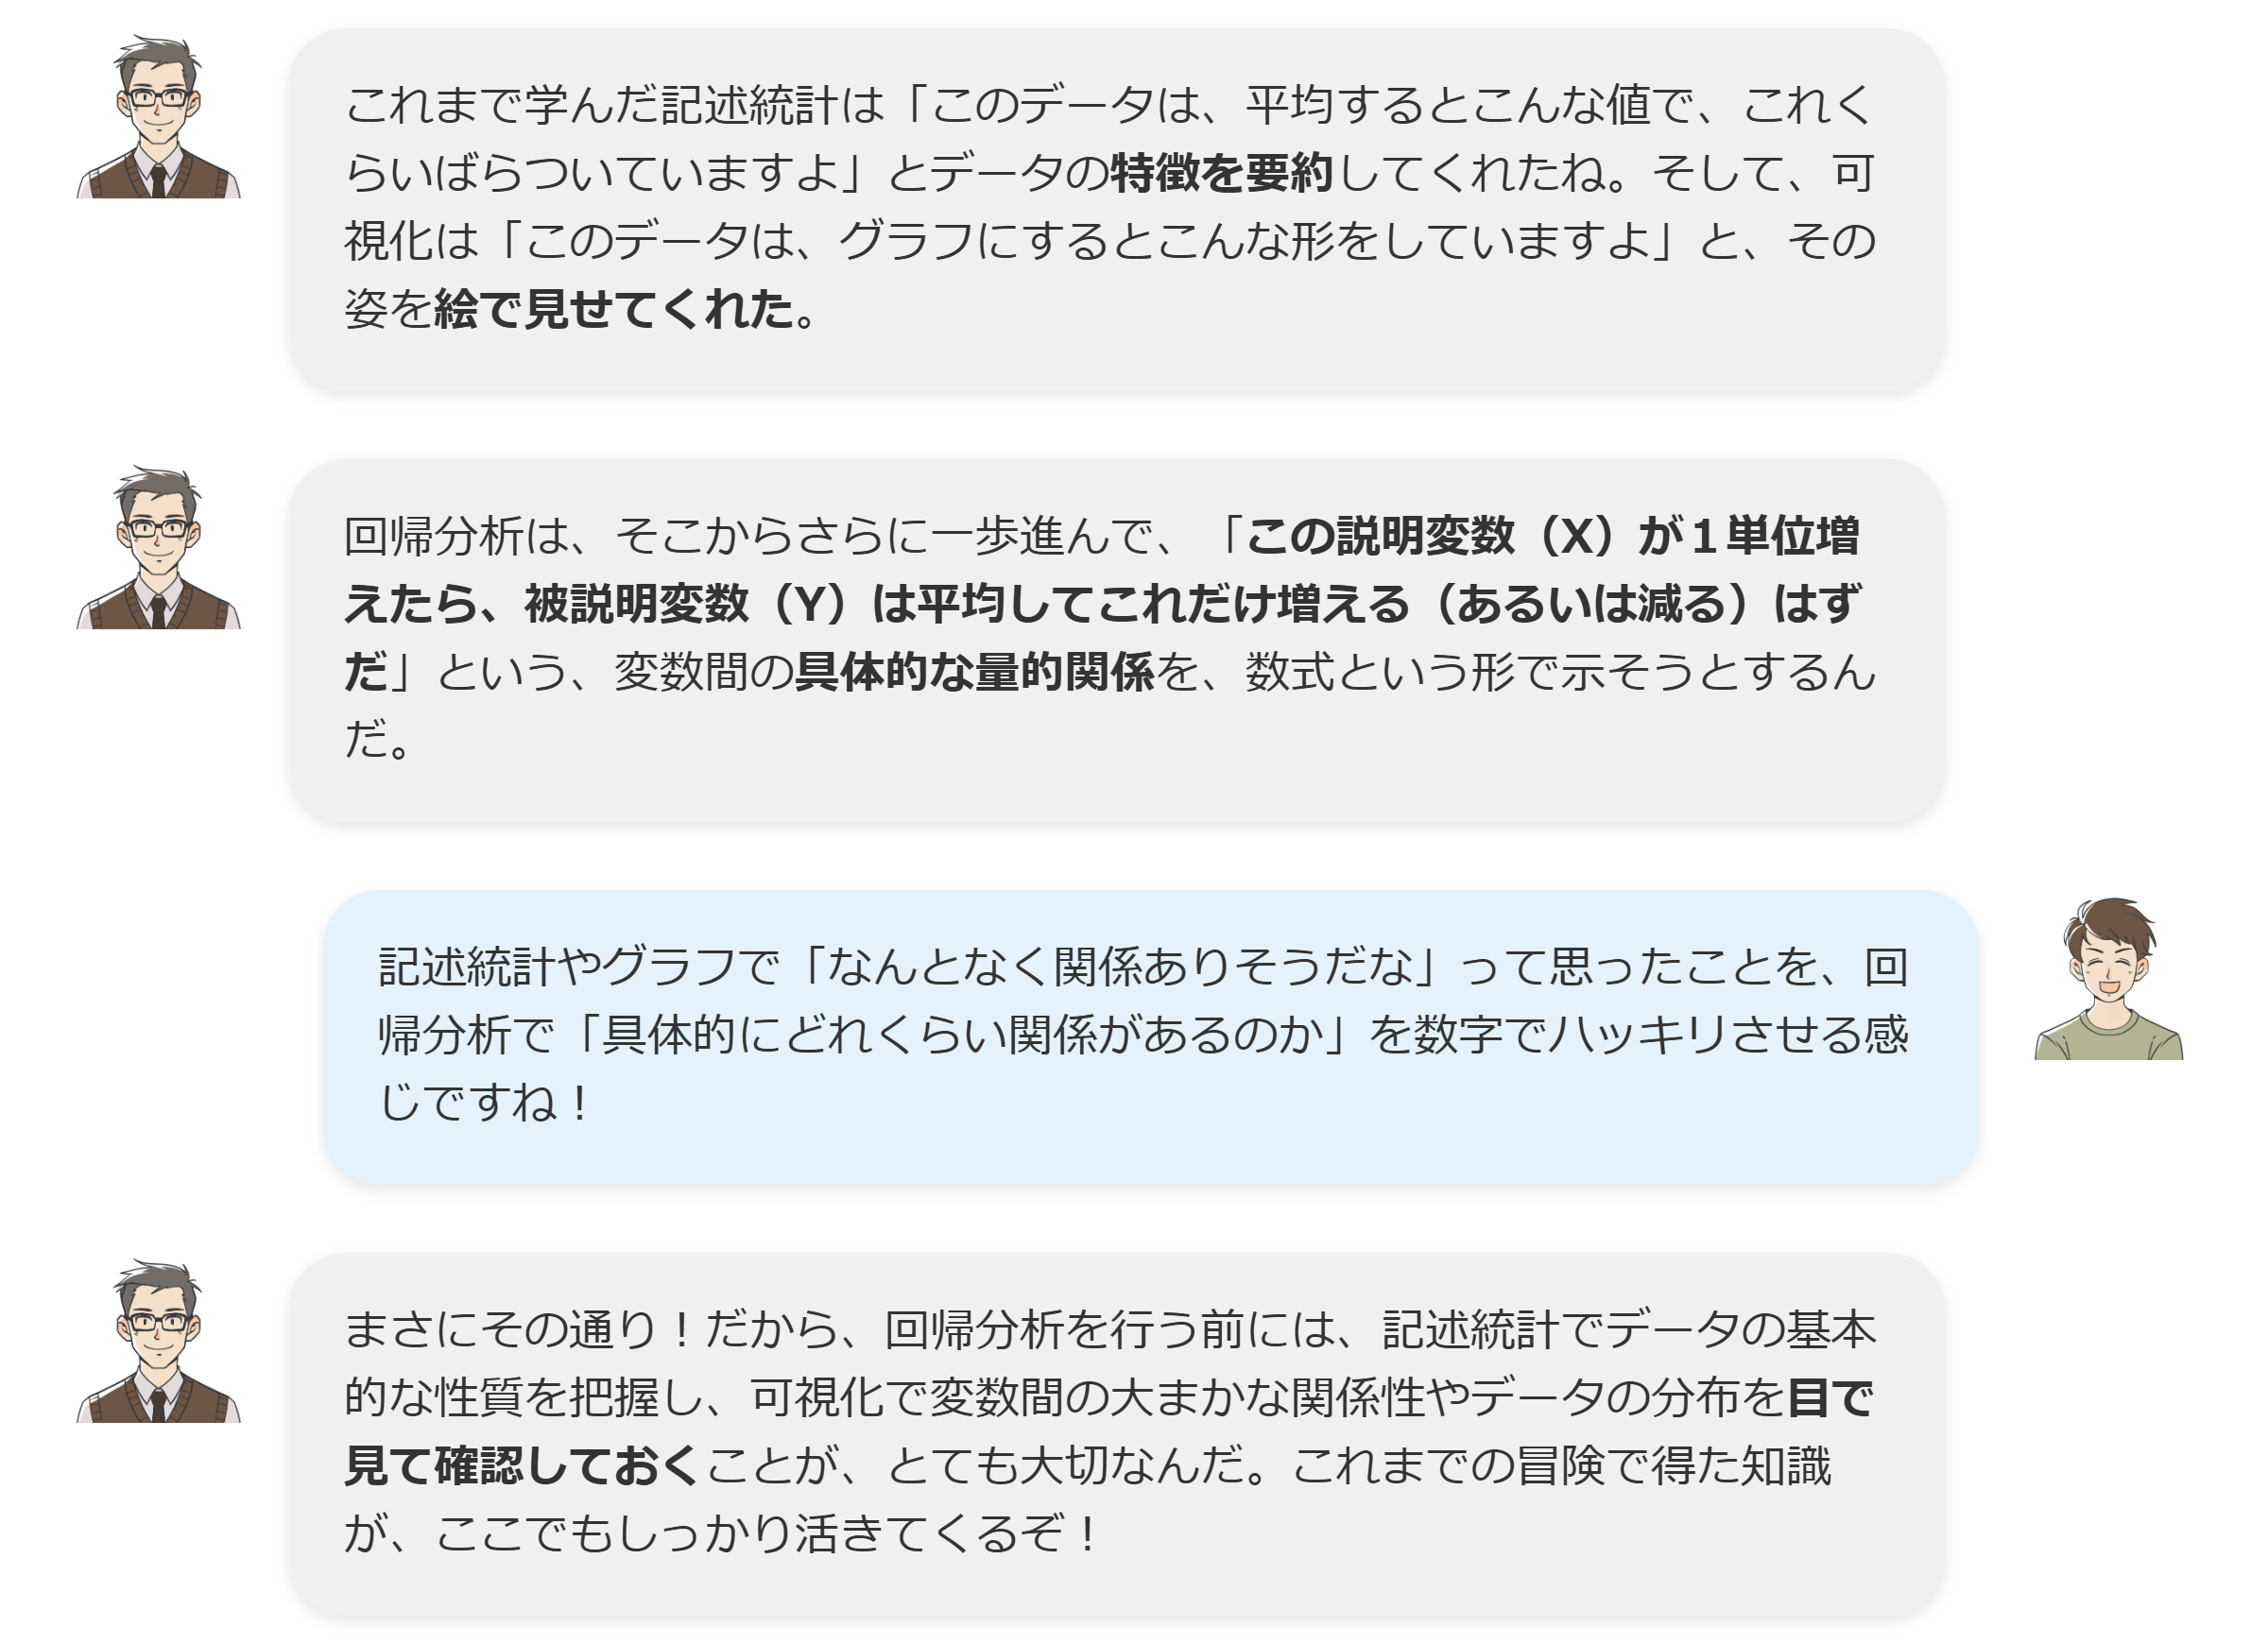 これまで学んだ記述統計は「このデータは、平均するとこんな値で、これく
らいばらついていますよ」とデータの特徴を要約してくれたね。そして、可
視化は「このデータは、グラフにするとこんな形をしていますよ」と、その
姿を絵で見せてくれた。
回帰分析は、そこからさらに一歩進んで、「この説明変数（X）が１単位増
えたら、被説明変数（Y）は平均してこれだけ増える（あるいは減る）はず
だ」という、変数間の具体的な量的関係を、数式という形で示そうとするん
だ。
記述統計やグラフで「なんとなく関係ありそうだな」って思ったことを、回
帰分析で「具体的にどれくらい関係があるのか」を数字でハッキリさせる感
じですね！
まさにその通り！だから、回帰分析を行う前には、記述統計でデータの基本
的な性質を把握し、可視化で変数間の大まかな関係性やデータの分布を目で
見て確認しておくことが、とても大切なんだ。これまでの冒険で得た知識
が、ここでもしっかり活きてくるぞ！